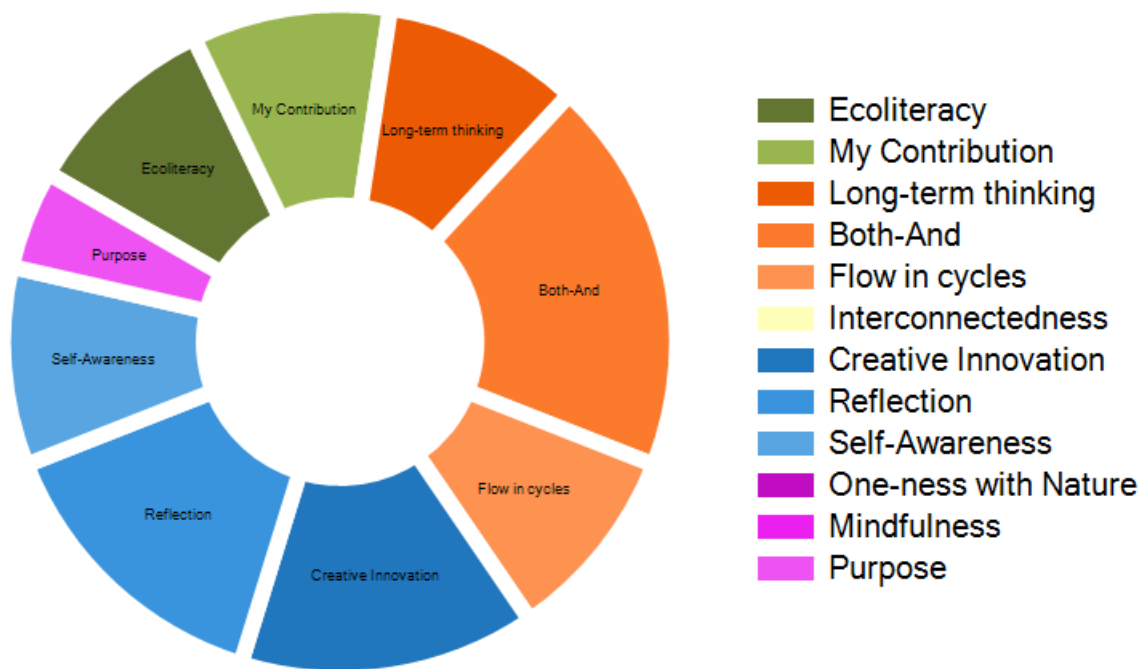 My Contribution
Long-term thinking
Ecoliteracy
Purpose
Both-And
Self-Awareness
Flow in cycles
Reflection
Creative Innovation
Ecoliteracy
My Contribution
Long-term thinking
Both-And
Flow in cycles
Interconnectedness
Creative Innovation
Reflection
Self-Awareness
One-ness with Nature
Mindfulness
Purpose